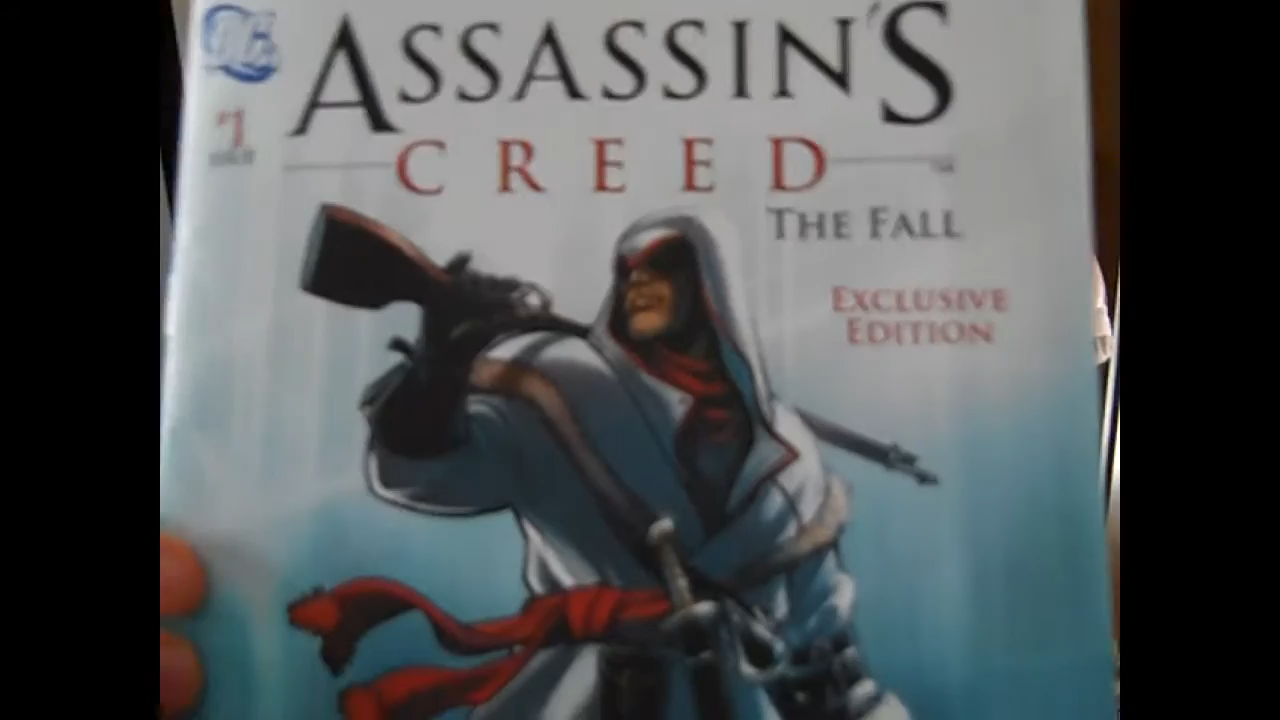 DC
ASSASSIN'S
#1
CREED
THE FALL
EXCLUSIVE
EDITION